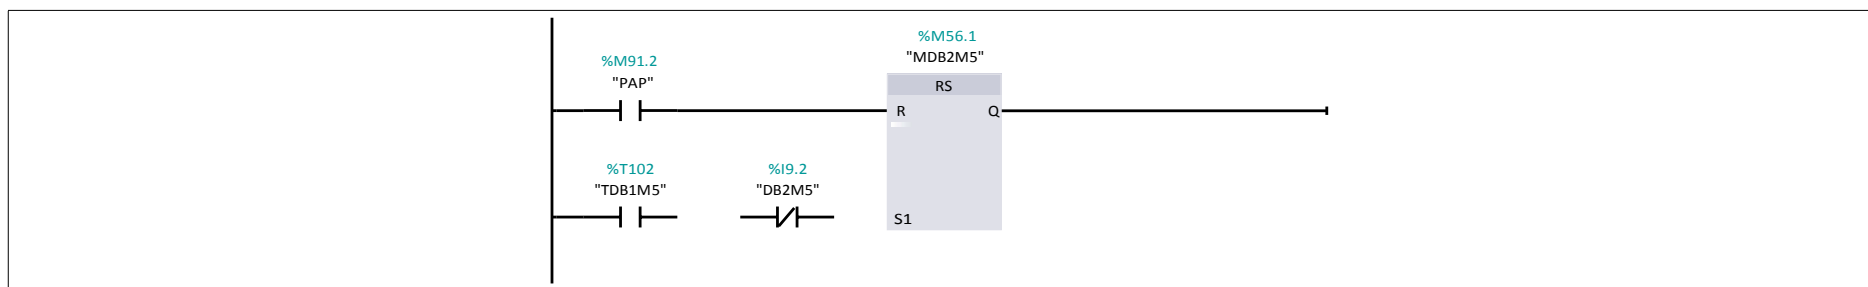 %M56.1
"MDB2M5"
%M91.2
"PAP"
RS
R Q
%T102 %I9.2
"TDB1M5" "DB2M5"
S1